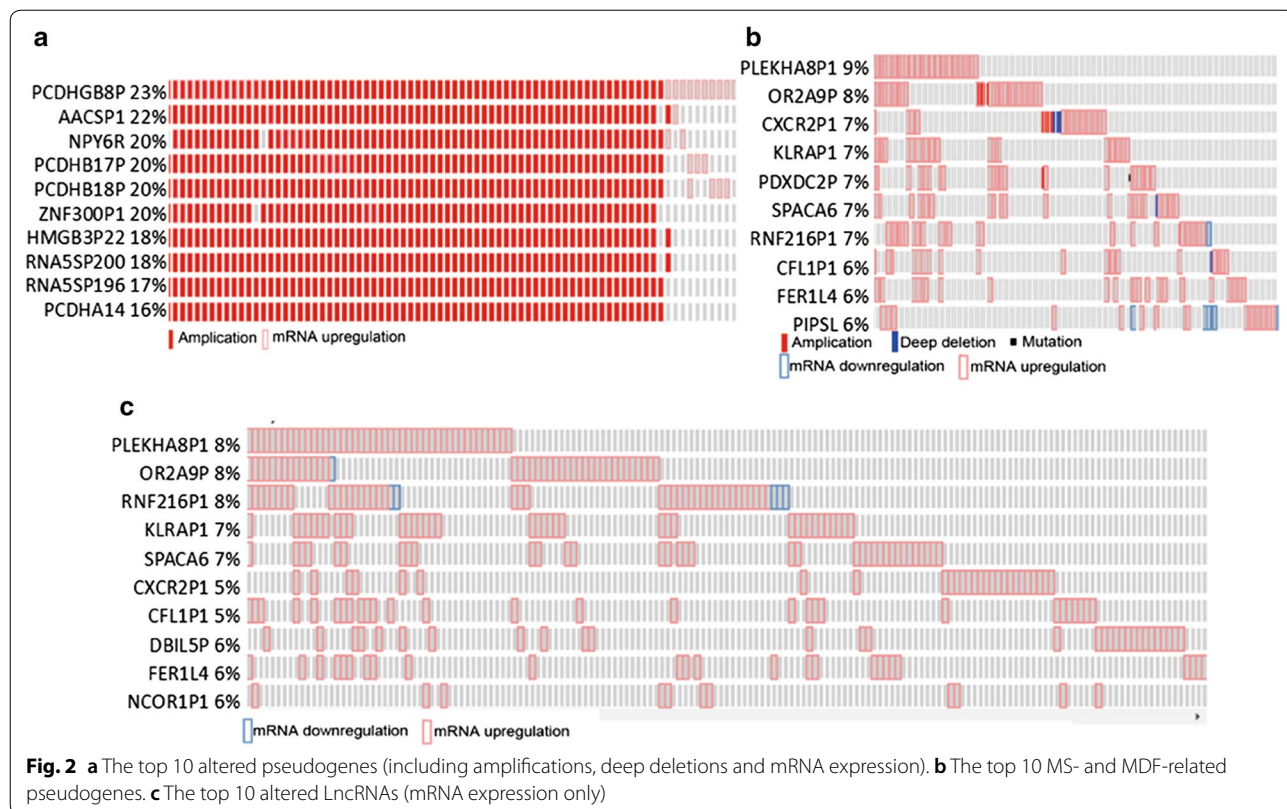 a
PCDHGB8P 23%
AACSP1 22%
NPY6R 20%
PCDHB17P 20%
PCDHB18P 20%
ZNF300P1 20%
HMGB3P22 18%
RNA5SP200 18%
RNA5SP196 17%
PCDHA14 16%
Amplication mRNA upregulation
b
PLEKHA8P1 9%
OR2A9P 8%
CXCR2P1 7%
KLRAP1 7%
PDXDC2P 7%
SPACA6 7%
RNF216P1 7%
CFL1P1 6%
FER1L4 6%
PIPSL 6%
Amplication Deep deletion Mutation
mRNA downregulation mRNA upregulation
c
PLEKHA8P1 8%
OR2A9P 8%
RNF216P1 8%
KLRAP1 7%
SPACA6 7%
CXCR2P1 5%
CFL1P1 5%
DBIL5P 6%
FER1L4 6%
NCOR1P1 6%
mRNA downregulation mRNA upregulation
Fig. 2 a The top 10 altered pseudogenes (including amplifications, deep deletions and mRNA expression). b The top 10 MS- and MDF-related
pseudogenes. c The top 10 altered LncRNAs (mRNA expression only)